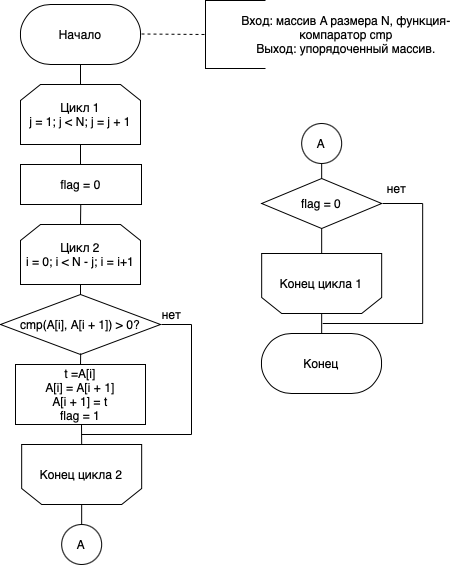 Начало
Вход: массив А размера N, функция-
компаратор cmp
Выход: упорядоченный массив.
Цикл 1
j = 1; j < N; j = j + 1
flag = 0
Цикл 2
i = 0; i < N - j; i = i+1
cmp(A[i], A[i + 1]) > 0?
нет
t =A[i]
A[i] = A[i + 1]
A[i + 1] = t
flag = 1
Конец цикла 2
А
А
flag = 0
нет
Конец цикла 1
Конец